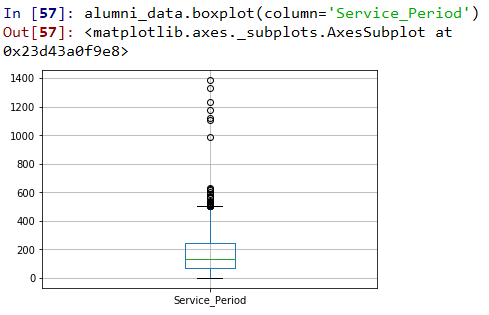 In [57]: alumni_data.boxplot(column='Service_Period')
Out[57]: <matplotlib.axes._subplots.AxesSubplot at
0x23d43a0f9e8>
1400
1200
1000
800
600
400
200
0
Service_Period